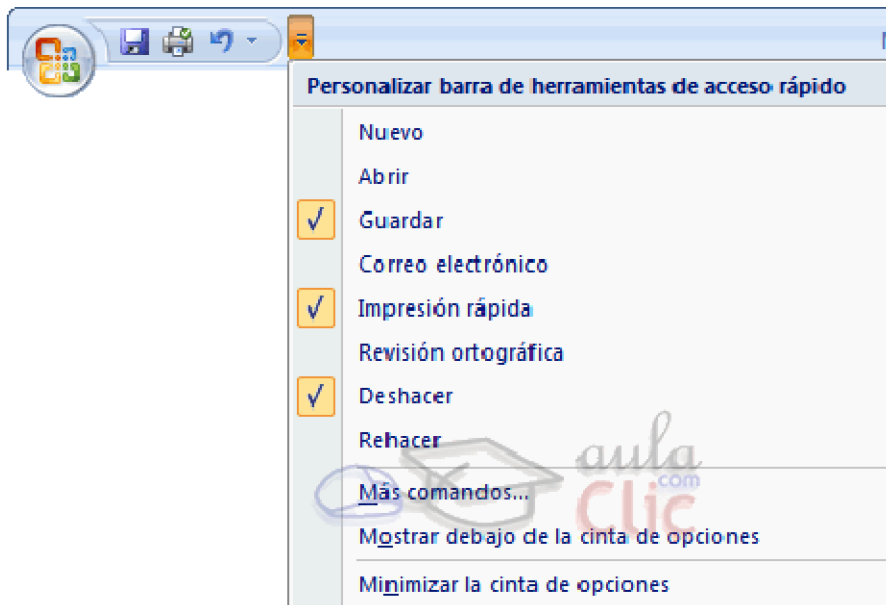 Personalizar barra de herramientas de acceso rápido
Nuevo
Abrir
Guardar
Correo electrónico
Impresión rápida
Revisión ortográfica
Deshacer
Rehacer
aula
.com
Clic
Más comandos...
Mostrar debajo de la cinta de opciones
Minimizar la cinta de opciones